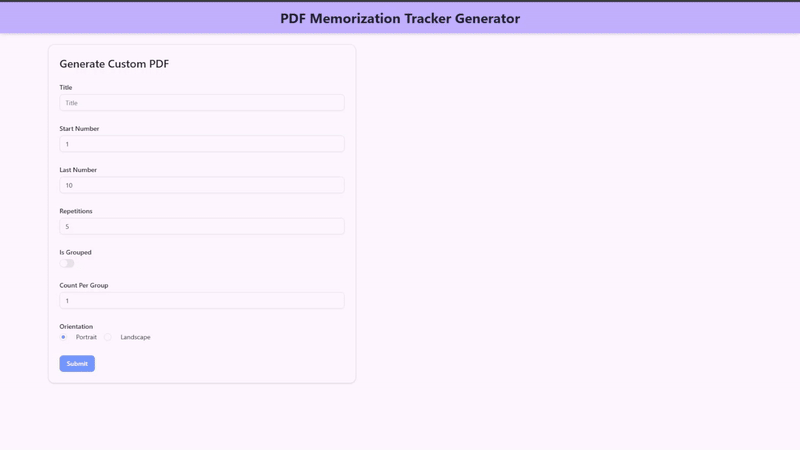 PDF Memorization Tracker Generator
Generate Custom PDF
Title
Title
Start Number
1
Last Number
10
Repetitions
5
Is Grouped
Count Per Group
1
Orientation
Portrait Landscape
Submit